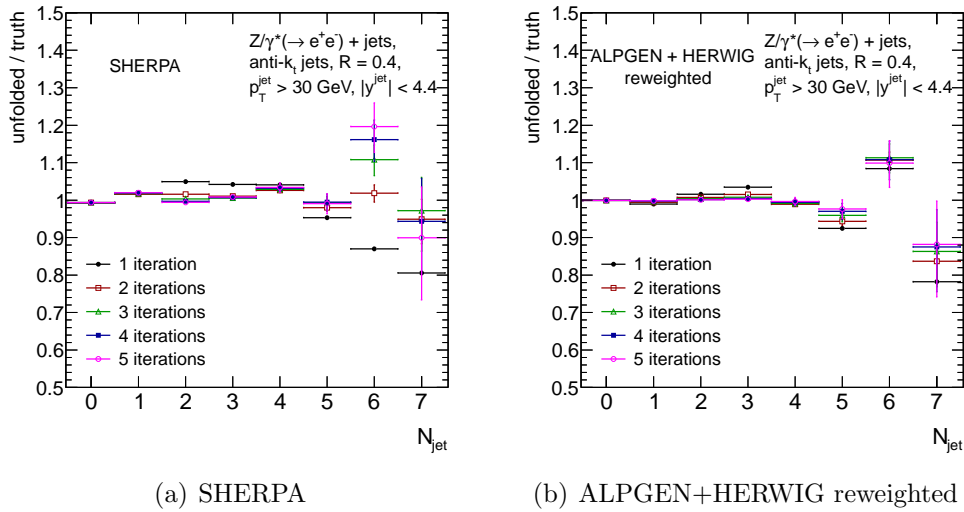 unfolded / truth
1.5
1.4
1.3
1.2
1.1
1
0.9
0.8
0.7
0.6
0.5
SHERPA
Z/γ*(→ e⁺e⁻) + jets,
anti-k_t jets, R = 0.4,
p_T^jet > 30 GeV, |y^jet| < 4.4
1 iteration
2 iterations
3 iterations
4 iterations
5 iterations
0 1 2 3 4 5 6 7
N_jet
(a) SHERPA
unfolded / truth
1.5
1.4
1.3
1.2
1.1
1
0.9
0.8
0.7
0.6
0.5
ALPGEN + HERWIG
reweighted
Z/γ*(→ e⁺e⁻) + jets,
anti-k_t jets, R = 0.4,
p_T^jet > 30 GeV, |y^jet| < 4.4
1 iteration
2 iterations
3 iterations
4 iterations
5 iterations
0 1 2 3 4 5 6 7
N_jet
(b) ALPGEN+HERWIG reweighted